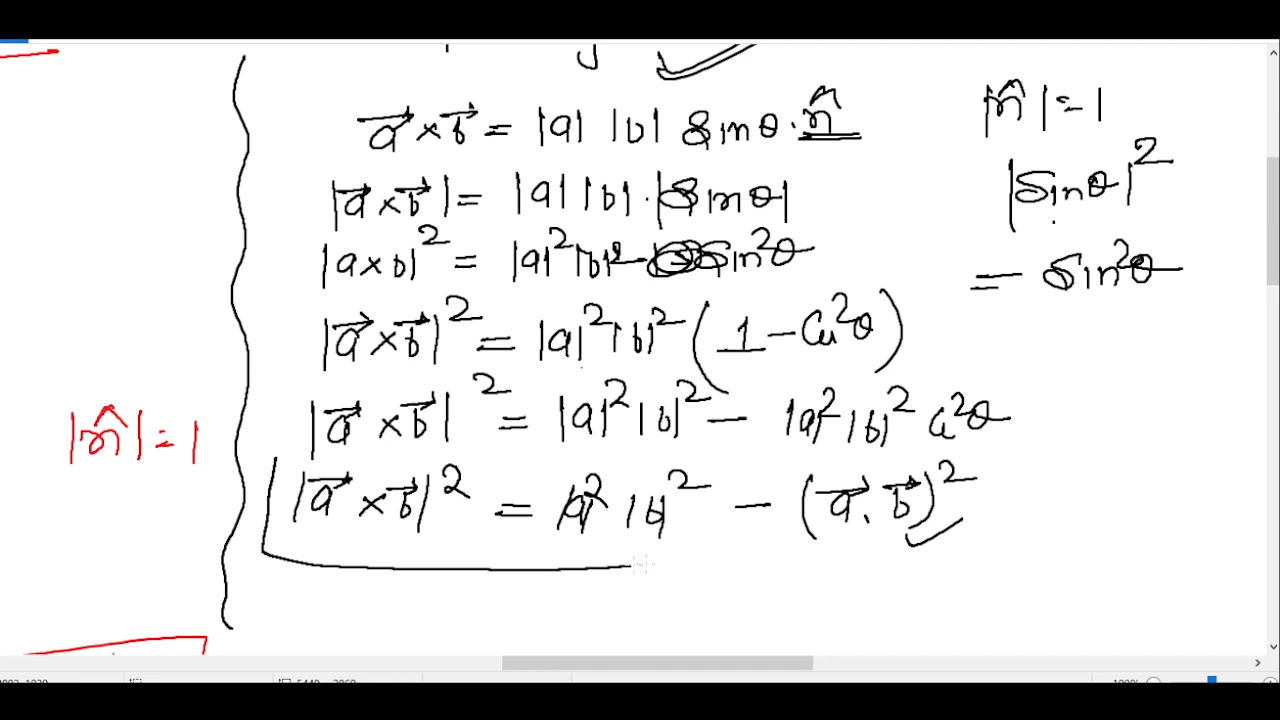 a⃗ × b⃗ = |a| |b| sinθ · n̂
|a⃗ × b⃗| = |a| |b| · |sinθ|
|a × b|² = |a|² |b|² sin²θ
|a⃗ × b⃗|² = |a|² |b|² (1 − cos²θ)
|a⃗ × b⃗|² = |a|² |b|² − |a|² |b|² cos²θ
|a⃗ × b⃗|² = |a|² |b|² − (a⃗ . b⃗)²
|n̂| = 1
|sinθ|²
= sin²θ
|n̂| = 1